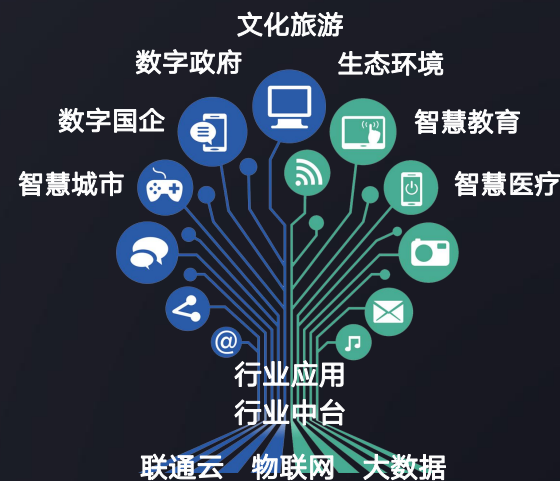 文化旅游
数字政府
生态环境
数字国企
智慧教育
智慧城市
智慧医疗
@
行业应用
行业中台
联通云 物联网 大数据